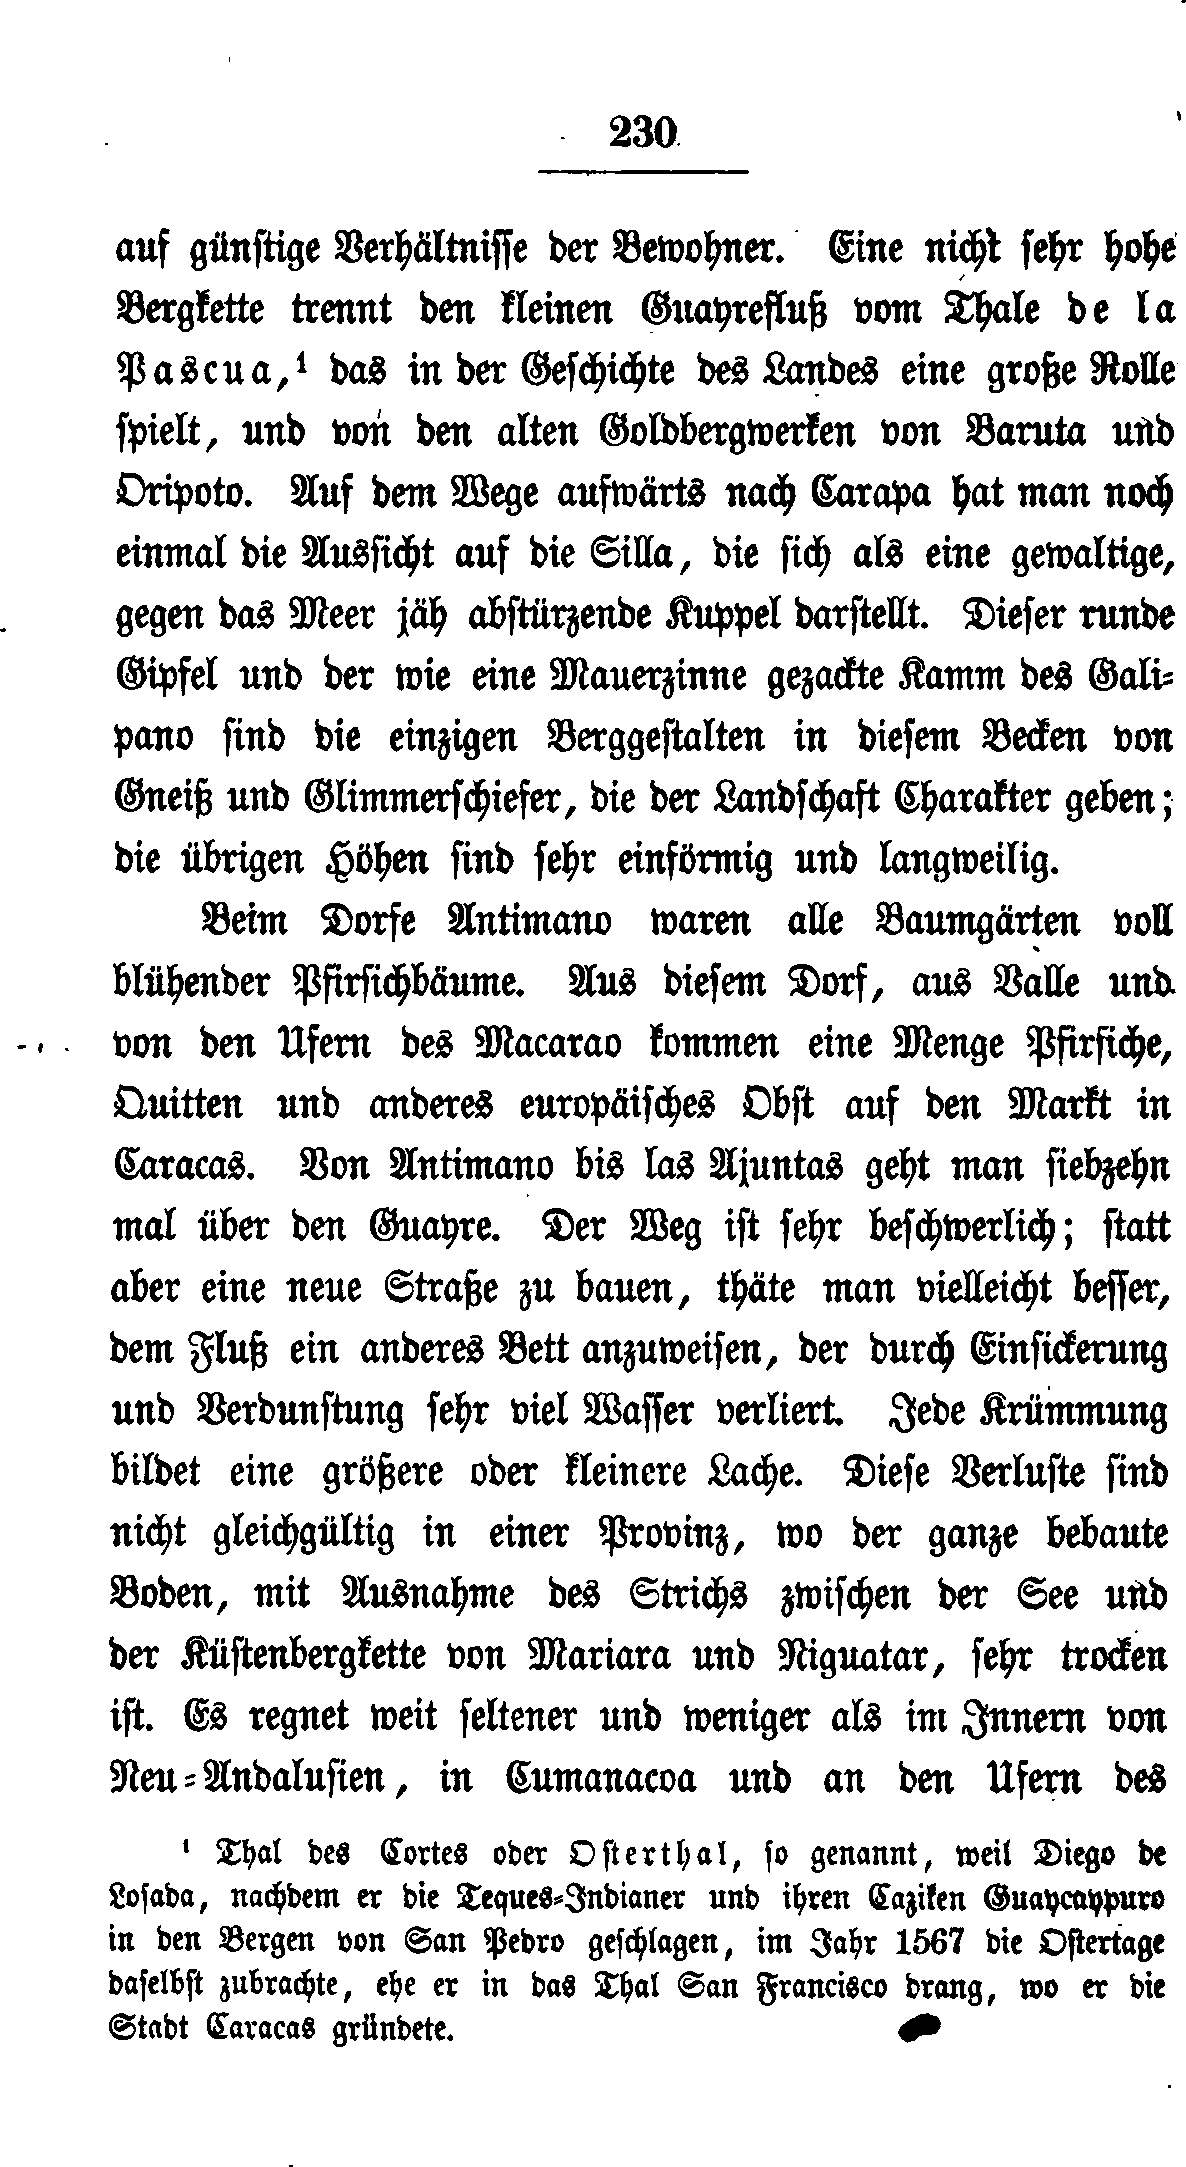 230
auf günſtige Verhältniſſe der Bewohner. Eine nicht ſehr hohe
Bergkette trennt den kleinen Guayrefluß vom Thale de la
Pascua,¹ das in der Geſchichte des Landes eine große Rolle
ſpielt, und von den alten Goldbergwerken von Baruta und
Oripoto. Auf dem Wege aufwärts nach Carapa hat man noch
einmal die Ausſicht auf die Silla, die ſich als eine gewaltige,
gegen das Meer jäh abſtürzende Kuppel darſtellt. Dieſer runde
Gipfel und der wie eine Mauerzinne gezackte Kamm des Gali-
pano ſind die einzigen Berggeſtalten in dieſem Becken von
Gneiß und Glimmerſchiefer, die der Landſchaft Charakter geben;
die übrigen Höhen ſind ſehr einförmig und langweilig.
Beim Dorfe Antimano waren alle Baumgärten voll
blühender Pfirſichbäume. Aus dieſem Dorf, aus Valle und
von den Ufern des Macarao kommen eine Menge Pfirſiche,
Quitten und anderes europäiſches Obſt auf den Markt in
Caracas. Von Antimano bis las Ajuntas geht man ſiebzehn
mal über den Guayre. Der Weg iſt ſehr beſchwerlich; ſtatt
aber eine neue Straße zu bauen, thäte man vielleicht beſſer,
dem Fluß ein anderes Bett anzuweiſen, der durch Einſickerung
und Verdunſtung ſehr viel Waſſer verliert. Jede Krümmung
bildet eine größere oder kleinere Lache. Dieſe Verluſte ſind
nicht gleichgültig in einer Provinz, wo der ganze bebaute
Boden, mit Ausnahme des Strichs zwiſchen der See und
der Küſtenbergkette von Mariara und Niguatar, ſehr trocken
iſt. Es regnet weit ſeltener und weniger als im Innern von
Neu-Andaluſien, in Cumanacoa und an den Ufern des
¹ Thal des Cortes oder Oſterthal, ſo genannt, weil Diego de
Loſada, nachdem er die Teques-Indianer und ihren Caziken Guaycaypuro
in den Bergen von San Pedro geſchlagen, im Jahr 1567 die Oſtertage
daſelbſt zubrachte, ehe er in das Thal San Francisco drang, wo er die
Stadt Caracas gründete.